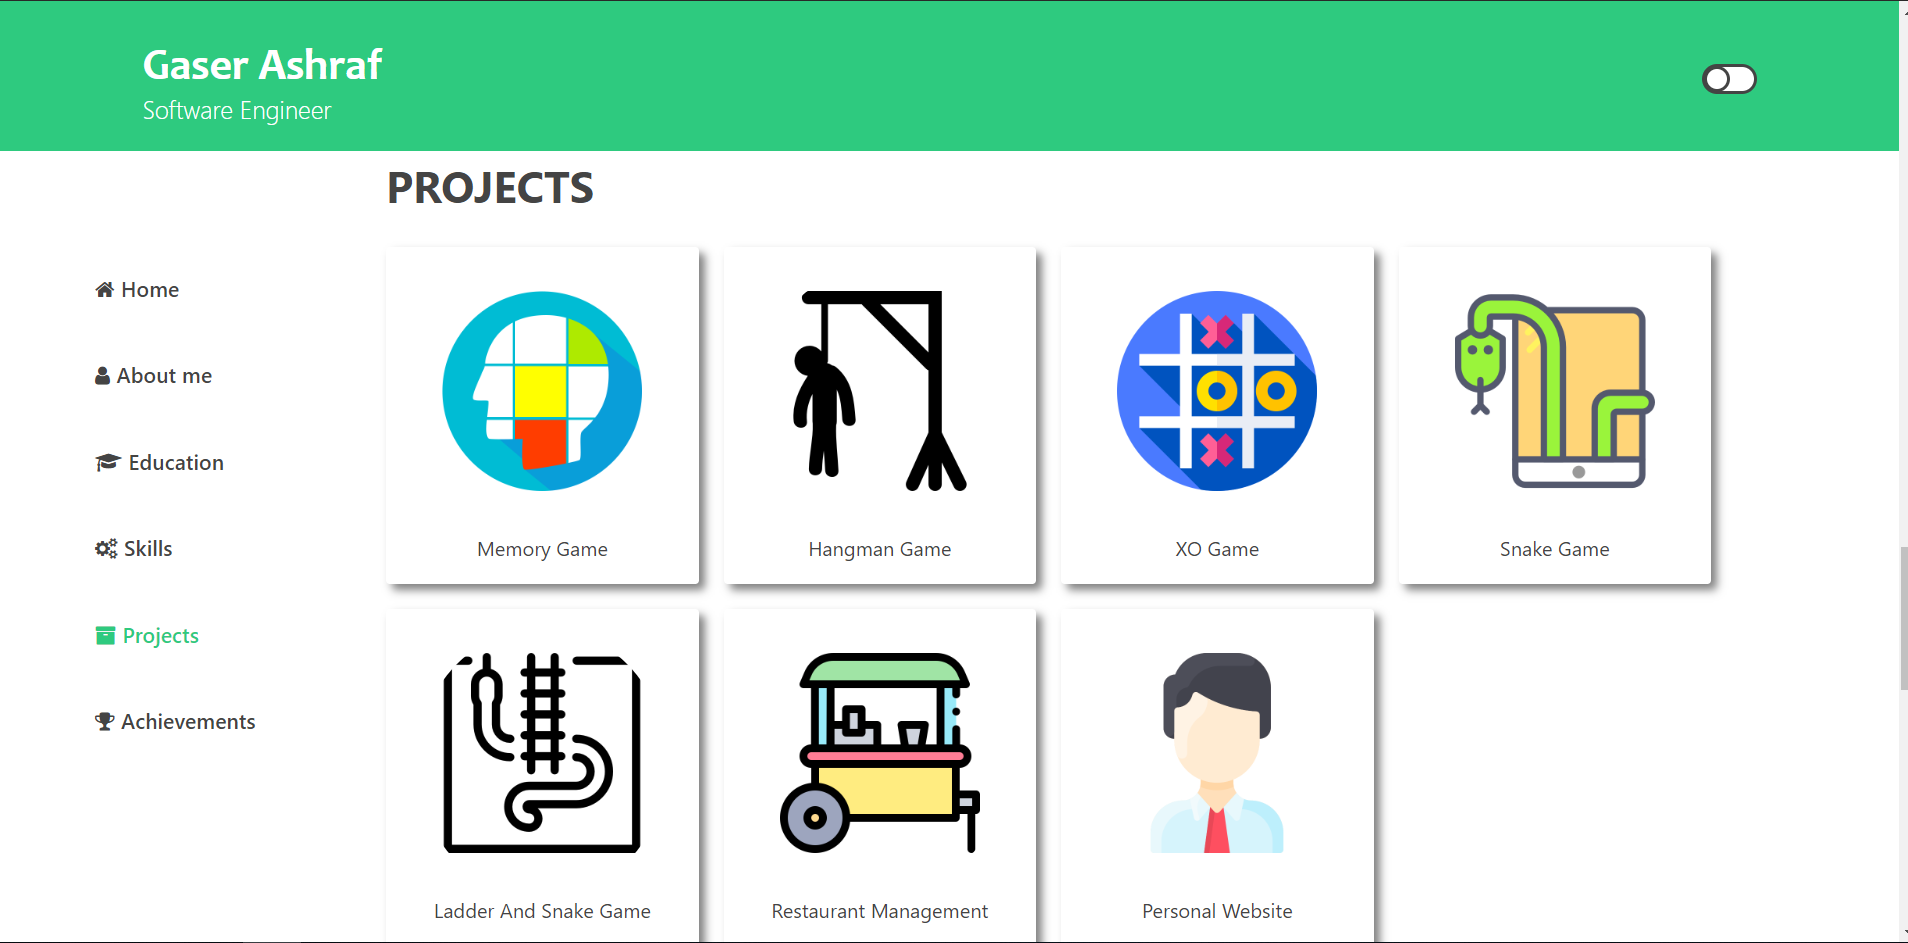 Gaser Ashraf
Software Engineer
PROJECTS
Home
About me
Education
Skills
Projects
Achievements
Memory Game
Hangman Game
XO Game
Snake Game
Ladder And Snake Game
Restaurant Management
Personal Website